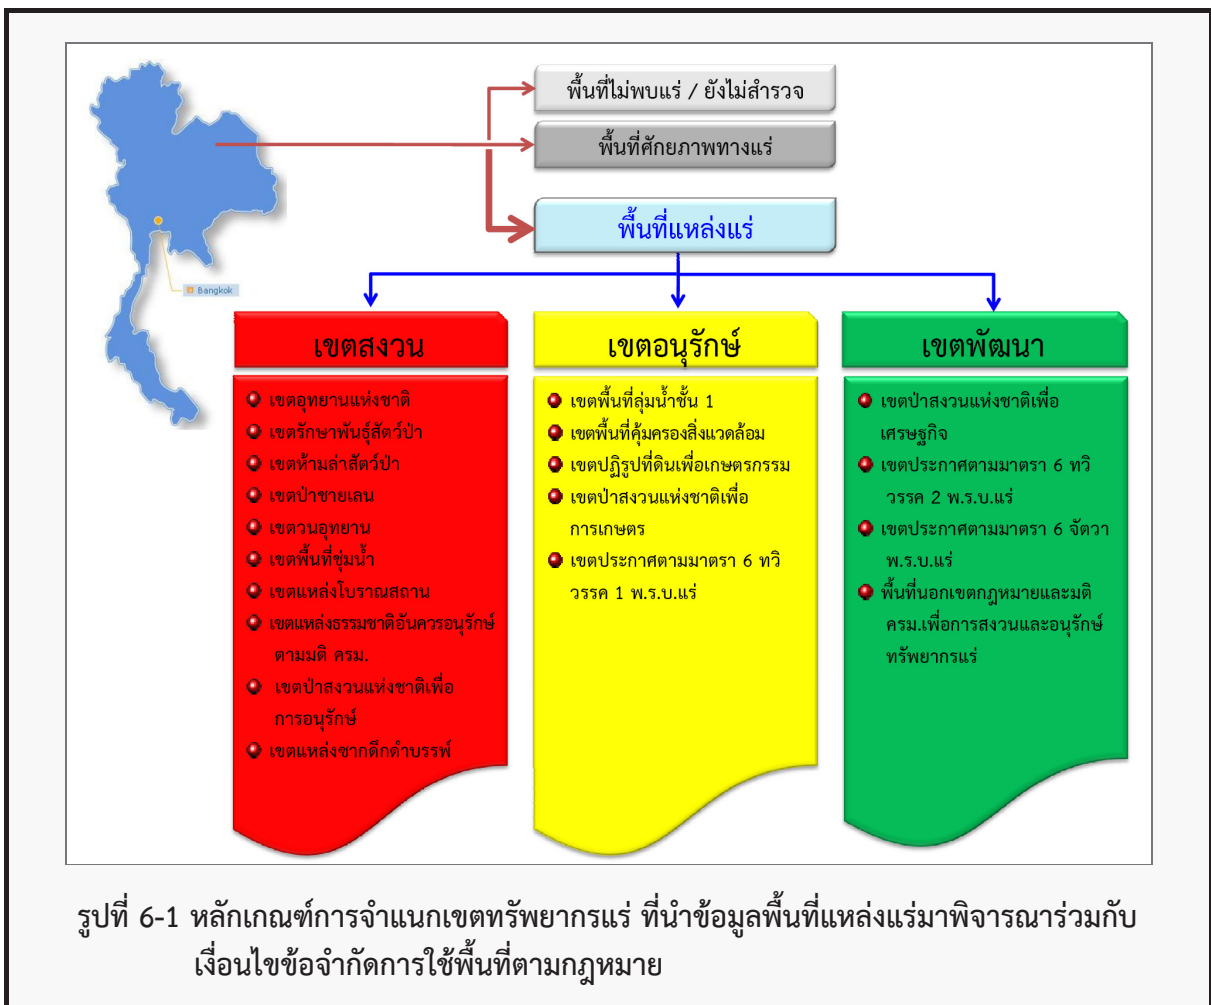 พื้นที่ไม่พบแร่ / ยังไม่สำรวจ
พื้นที่ศักยภาพทางแร่
พื้นที่แหล่งแร่
Bangkok
เขตสงวน
เขตอุทยานแห่งชาติ
เขตรักษาพันธุ์สัตว์ป่า
เขตห้ามล่าสัตว์ป่า
เขตป่าชายเลน
เขตวนอุทยาน
เขตพื้นที่ชุ่มน้ำ
เขตแหล่งโบราณสถาน
เขตแหล่งธรรมชาติอันควรอนุรักษ์
ตามมติ ครม.
เขตป่าสงวนแห่งชาติเพื่อ
การอนุรักษ์
เขตแหล่งซากดึกดำบรรพ์
เขตอนุรักษ์
เขตพื้นที่ลุ่มน้ำชั้น 1
เขตพื้นที่คุ้มครองสิ่งแวดล้อม
เขตปฏิรูปที่ดินเพื่อเกษตรกรรม
เขตป่าสงวนแห่งชาติเพื่อ
การเกษตร
เขตประกาศตามมาตรา 6 ทวิ
วรรค 1 พ.ร.บ.แร่
เขตพัฒนา
เขตป่าสงวนแห่งชาติเพื่อ
เศรษฐกิจ
เขตประกาศตามมาตรา 6 ทวิ
วรรค 2 พ.ร.บ.แร่
เขตประกาศตามมาตรา 6 จัตวา
พ.ร.บ.แร่
พื้นที่นอกเขตกฎหมายและมติ
ครม.เพื่อการสงวนและอนุรักษ์
ทรัพยากรแร่
รูปที่ 6-1 หลักเกณฑ์การจำแนกเขตทรัพยากรแร่ ที่นำข้อมูลพื้นที่แหล่งแร่มาพิจารณาร่วมกับ
เงื่อนไขข้อจำกัดการใช้พื้นที่ตามกฎหมาย